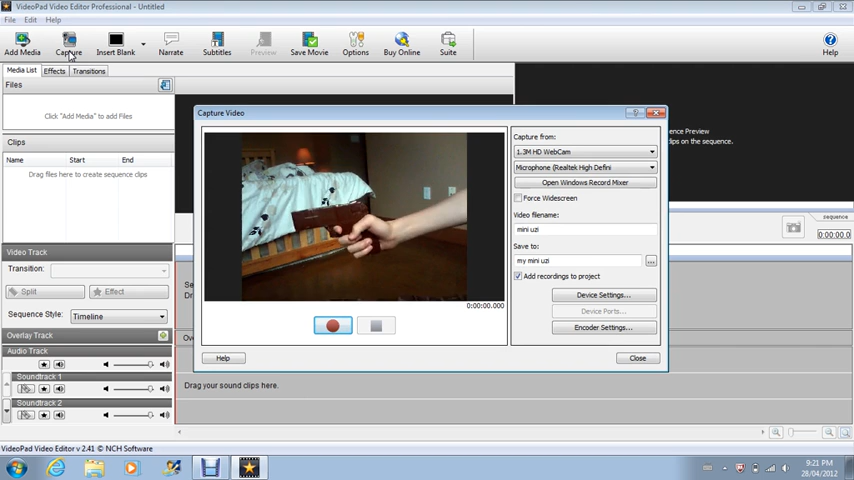 VideoPad Video Editor Professional - Untitled
File Edit Help
Add Media Capture Insert Blank Narrate Subtitles Preview Save Movie Options Buy Online Suite Help
Media List Effects Transitions
Files
Click "Add Media" to add Files
Clips
Name Start End
Drag files to create sequence clips
Capture Video
Capture from:
1.3M HD WebCam
Microphone (Realtek High Defini
Open Windows Record Mixer
Force Widescreen
Video filename:
mini uzi
Save to:
my mini uzi
...
Add recordings to project
0:00:00.000
Device Settings...
Device Ports...
Encoder Settings...
Help
Close
Preview
clips on the sequence.
sequence
0:00:00.0
Video Track
Transition:
Split Effect
Sequence Style: Timeline
Overlay Track
Audio Track
Soundtrack 1
Drag your sound clips here.
Soundtrack 2
VideoPad Video Editor v 2.41 © NCH Software
9:21 PM
28/04/2012